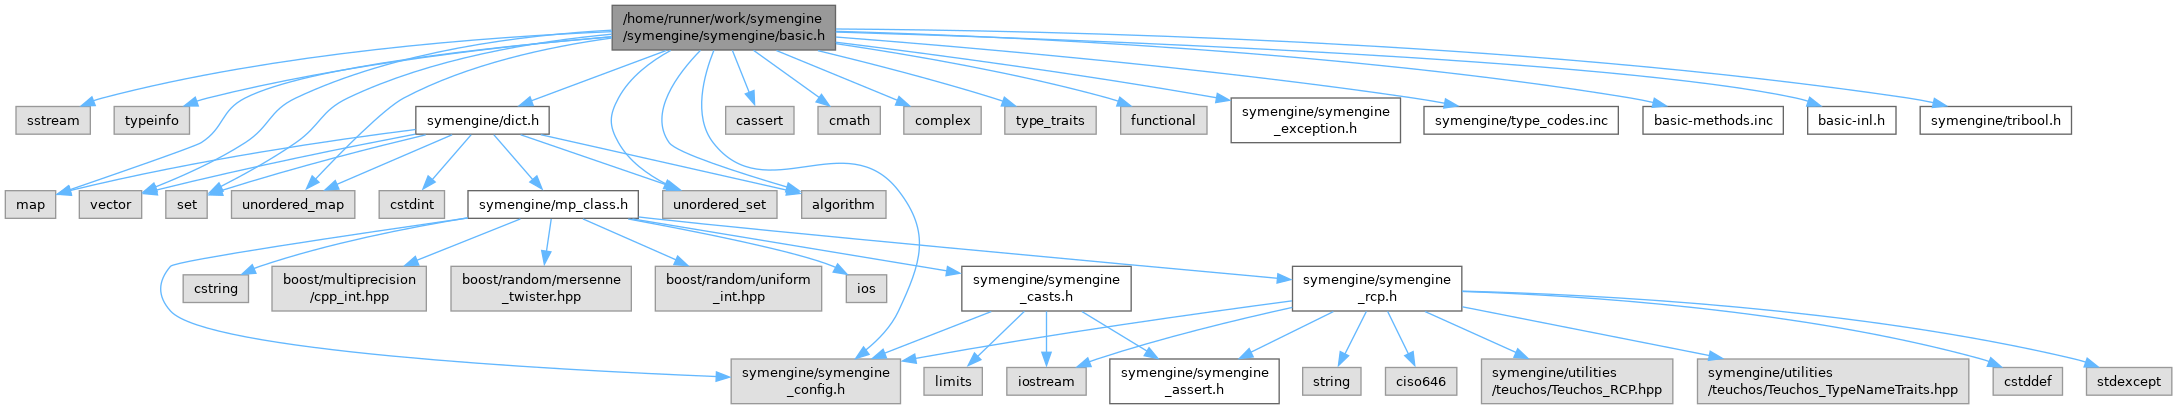 /home/runner/work/symengine
/symengine/symengine/basic.h
sstream
typeinfo
symengine/dict.h
cassert
cmath
complex
type_traits
functional
symengine/symengine
_exception.h
symengine/type_codes.inc
basic-methods.inc
basic-inl.h
symengine/tribool.h
map
vector
set
unordered_map
cstdint
symengine/mp_class.h
unordered_set
algorithm
cstring
boost/multiprecision
/cpp_int.hpp
boost/random/mersenne
_twister.hpp
boost/random/uniform
_int.hpp
ios
symengine/symengine
_casts.h
symengine/symengine
_rcp.h
symengine/symengine
_config.h
limits
iostream
symengine/symengine
_assert.h
string
ciso646
symengine/utilities
/teuchos/Teuchos_RCP.hpp
symengine/utilities
/teuchos/Teuchos_TypeNameTraits.hpp
cstddef
stdexcept